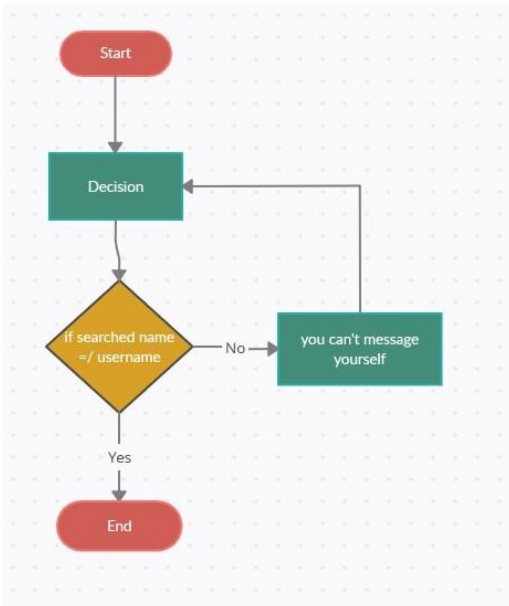 Start
Decision
if searched name
=/ username
No
you can't message
yourself
Yes
End